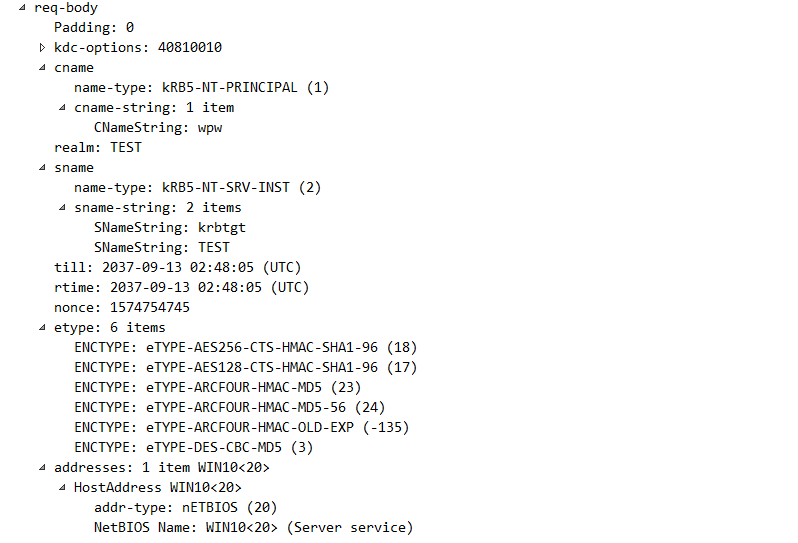 req-body
Padding: 0
kdc-options: 40810010
cname
name-type: kRB5-NT-PRINCIPAL (1)
cname-string: 1 item
CNameString: wpw
realm: TEST
sname
name-type: kRB5-NT-SRV-INST (2)
sname-string: 2 items
SNameString: krbtgt
SNameString: TEST
till: 2037-09-13 02:48:05 (UTC)
rtime: 2037-09-13 02:48:05 (UTC)
nonce: 1574754745
etype: 6 items
ENCTYPE: eTYPE-AES256-CTS-HMAC-SHA1-96 (18)
ENCTYPE: eTYPE-AES128-CTS-HMAC-SHA1-96 (17)
ENCTYPE: eTYPE-ARCFOUR-HMAC-MD5 (23)
ENCTYPE: eTYPE-ARCFOUR-HMAC-MD5-56 (24)
ENCTYPE: eTYPE-ARCFOUR-HMAC-OLD-EXP (-135)
ENCTYPE: eTYPE-DES-CBC-MD5 (3)
addresses: 1 item WIN10<20>
HostAddress WIN10<20>
addr-type: nETBIOS (20)
NetBIOS Name: WIN10<20> (Server service)